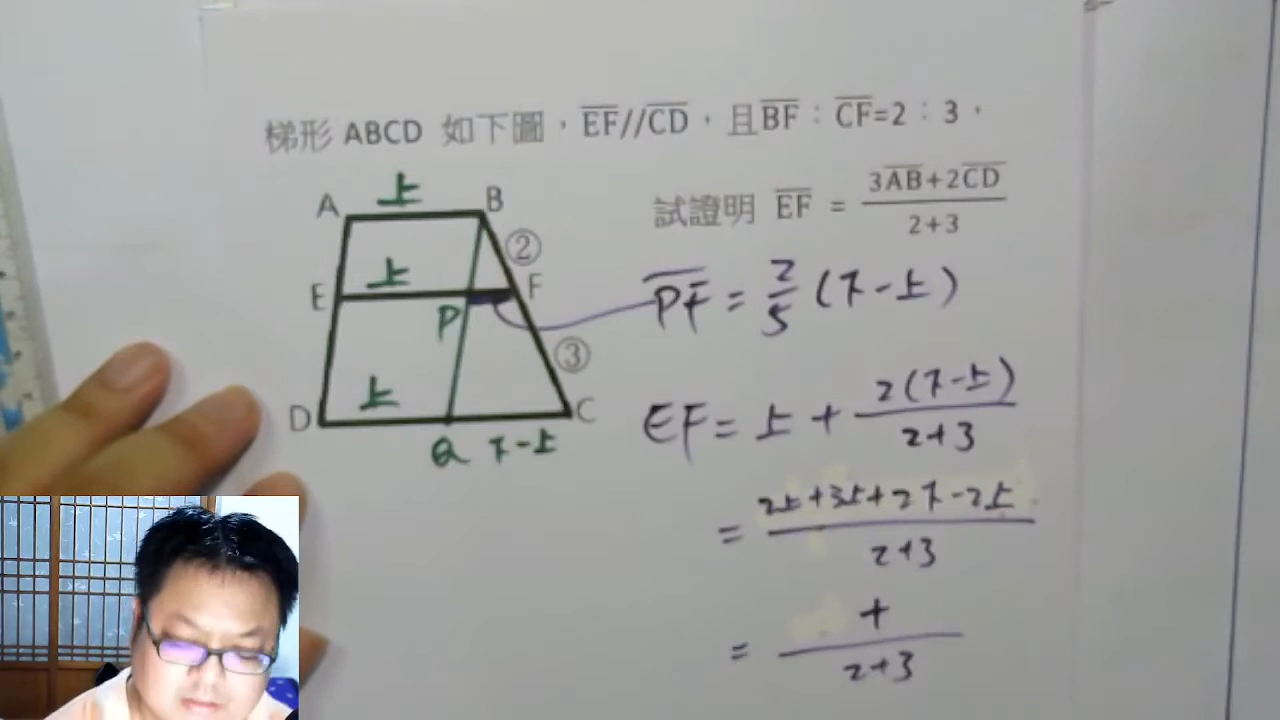 梯形 ABCD 如下圖，EF//CD，且BF：CF=2：3，
試證明 EF = 3AB+2CD / 2+3
上
A B
②
上
E F
P
PF = 2/5 (下-上)
③
上
D C
Q 下-上
EF = 上 + 2(下-上) / 2+3
= 2上+3上+2下-2上 / 2+3
= + / 2+3